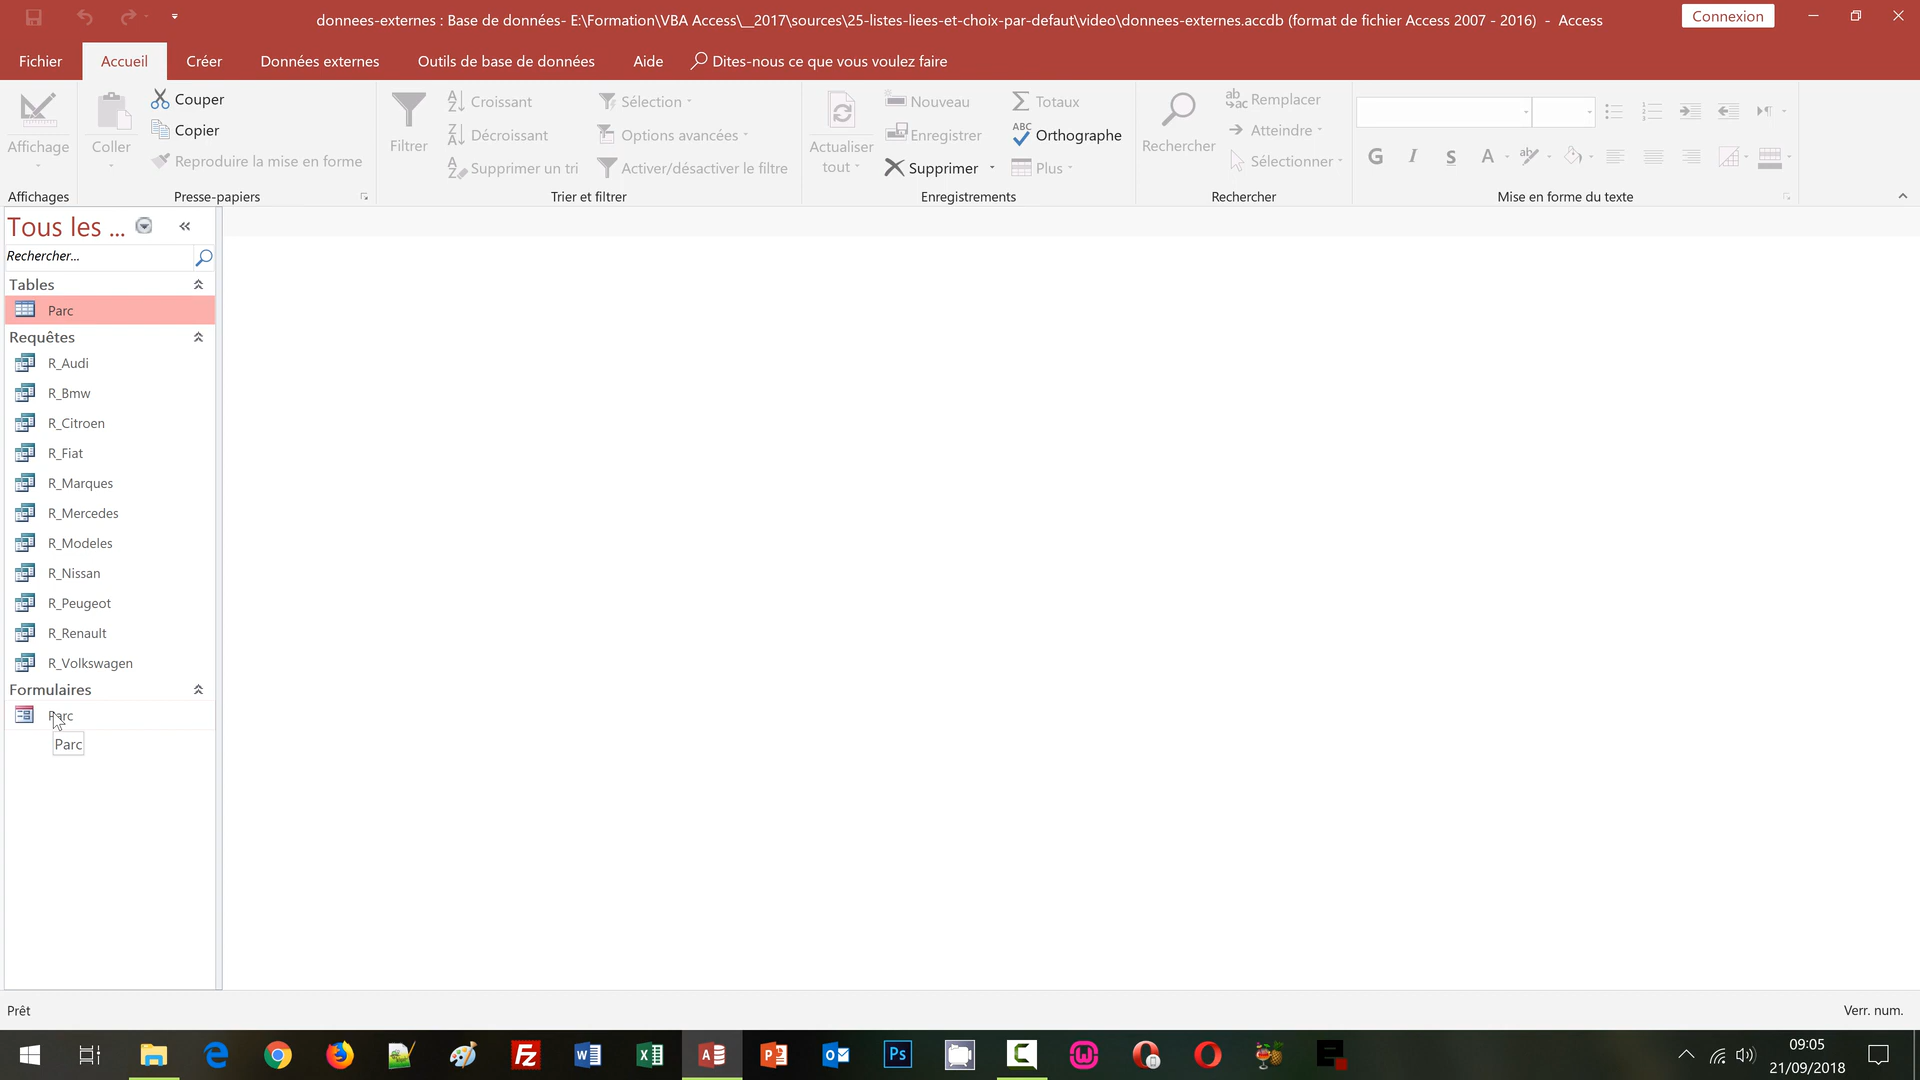 donnees-externes : Base de données- E:\Formation\VBA Access\__2017\sources\25-listes-liees-et-choix-par-defaut\video\donnees-externes.accdb (format de fichier Access 2007 - 2016) - Access
Connexion
Fichier
Accueil
Créer
Données externes
Outils de base de données
Aide
Dites-nous ce que vous voulez faire
Affichage
Affichages
Coller
Couper
Copier
Reproduire la mise en forme
Presse-papiers
Filtrer
Croissant
Décroissant
Supprimer un tri
Sélection
Options avancées
Activer/désactiver le filtre
Trier et filtrer
Actualiser
tout
Nouveau
Enregistrer
Supprimer
Totaux
Orthographe
Plus
Enregistrements
Rechercher
Remplacer
Atteindre
Sélectionner
Rechercher
G I S A
Mise en forme du texte
Tous les ...
Rechercher...
Tables
Parc
Requêtes
R_Audi
R_Bmw
R_Citroen
R_Fiat
R_Marques
R_Mercedes
R_Modeles
R_Nissan
R_Peugeot
R_Renault
R_Volkswagen
Formulaires
Parc
Parc
Prêt
Verr. num.
09:05
21/09/2018